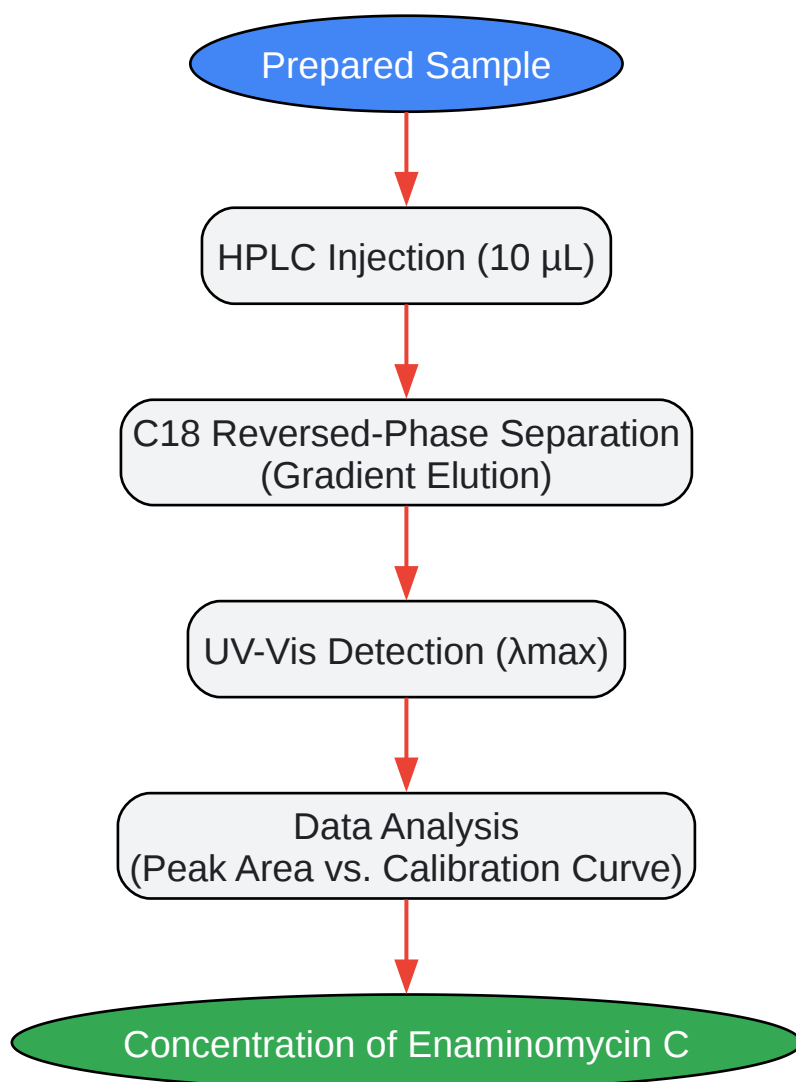 Prepared Sample
HPLC Injection (10 µL)
C18 Reversed-Phase Separation
(Gradient Elution)
UV-Vis Detection (λmax)
Data Analysis
(Peak Area vs. Calibration Curve)
Concentration of Enaminomycin C